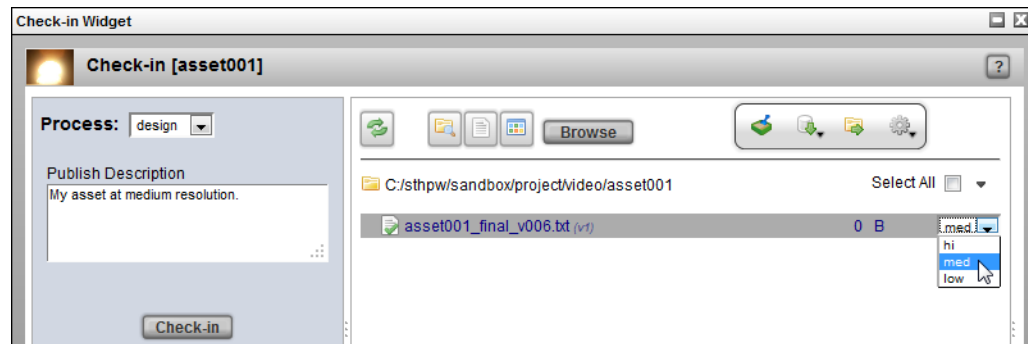 Check-in Widget
Check-in [asset001]
?
Process: design
Browse
Publish Description
My asset at medium resolution.
C:/sthpw/sandbox/project/video/asset001
Select All
asset001_final_v006.txt (v1)
0 B
med
hi
med
low
Check-in